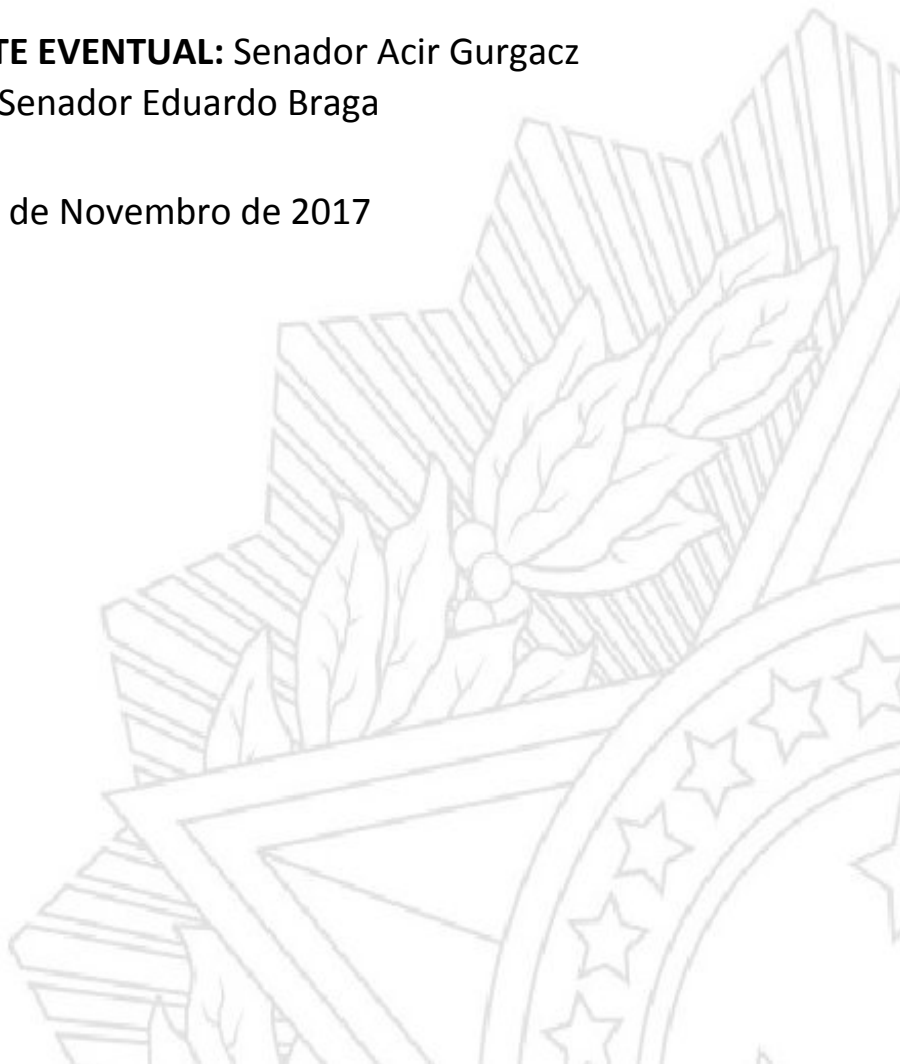 TE EVENTUAL: Senador Acir Gurgacz
Senador Eduardo Braga
de Novembro de 2017